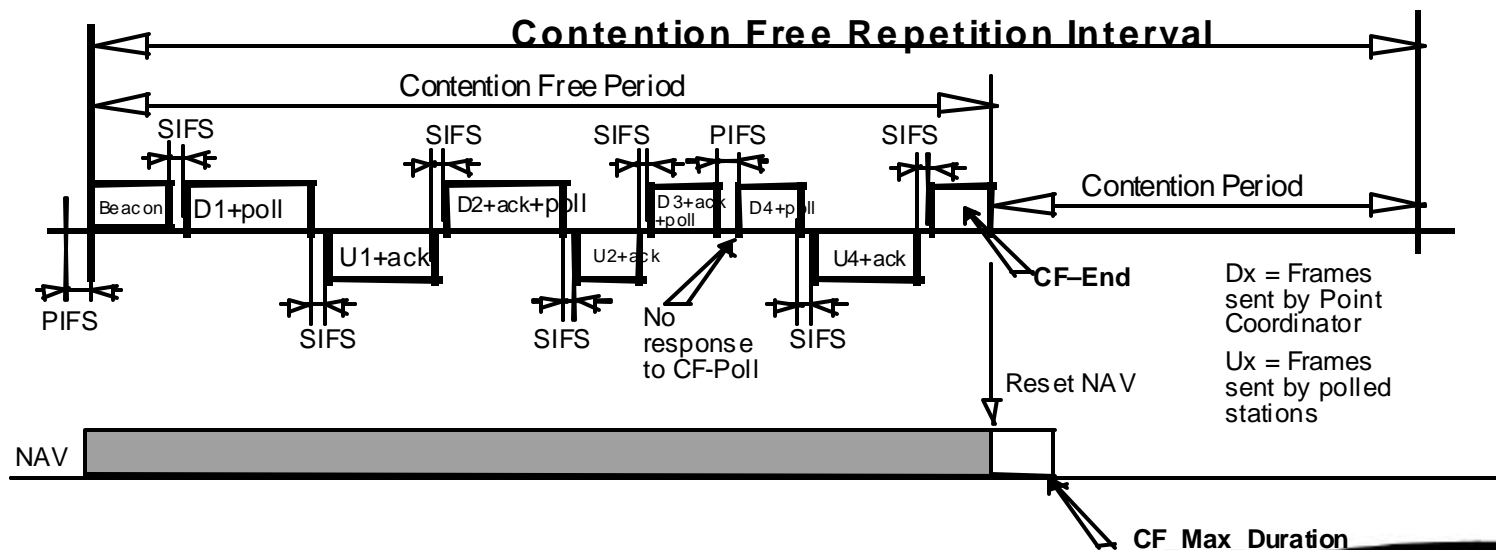 Contention Free Repetition Interval
Contention Free Period
SIFS
SIFS
SIFS
PIFS
SIFS
Contention Period
Beacon
D1+poll
D2+ack+poll
D3+ack
+poll
D4+poll
U1+ack
U2+ack
U4+ack
CF–End
PIFS
SIFS
SIFS
SIFS
No
response
to CF-Poll
Dx = Frames
sent by Point
Coordinator
Ux = Frames
sent by polled
stations
Reset NAV
NAV
CF Max Duration